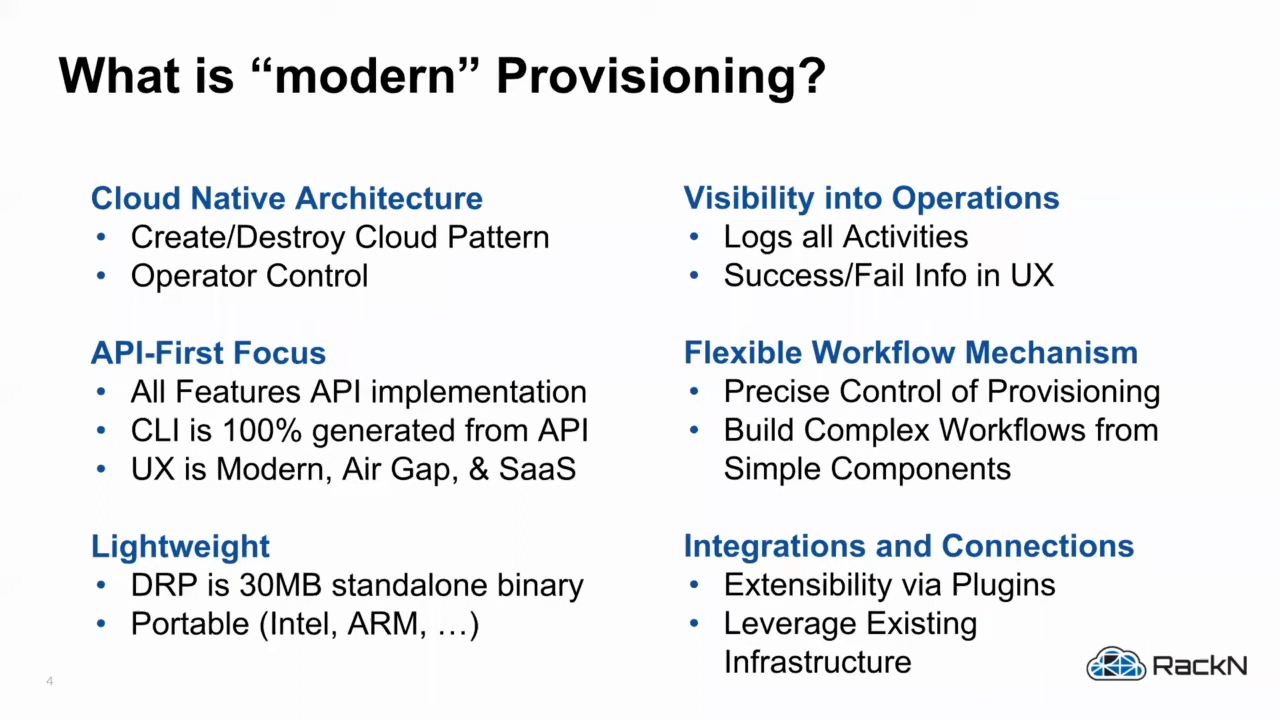 What is “modern” Provisioning?
Cloud Native Architecture
• Create/Destroy Cloud Pattern
• Operator Control
API-First Focus
• All Features API implementation
• CLI is 100% generated from API
• UX is Modern, Air Gap, & SaaS
Lightweight
• DRP is 30MB standalone binary
• Portable (Intel, ARM, …)
Visibility into Operations
• Logs all Activities
• Success/Fail Info in UX
Flexible Workflow Mechanism
• Precise Control of Provisioning
• Build Complex Workflows from
Simple Components
Integrations and Connections
• Extensibility via Plugins
• Leverage Existing
Infrastructure
4
RackN